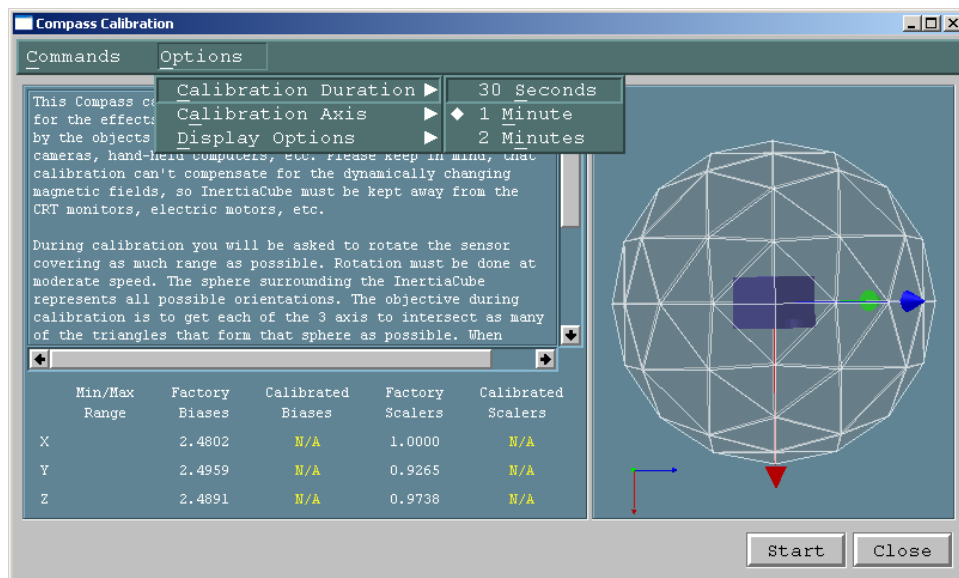 Compass Calibration
Commands Options
Calibration Duration
Calibration Axis
Display Options
30 Seconds
1 Minute
2 Minutes
This Compass
for the effects
by the objects
cameras, hand-held computers, etc. Please keep in mind, that
calibration can't compensate for the dynamically changing
magnetic fields, so InertiaCube must be kept away from the
CRT monitors, electric motors, etc.
During calibration you will be asked to rotate the sensor
covering as much range as possible. Rotation must be done at
moderate speed. The sphere surrounding the InertiaCube
represents all possible orientations. The objective during
calibration is to get each of the 3 axis to intersect as many
of the triangles that form that sphere as possible. When
Min/Max Factory Calibrated Factory Calibrated
Range Biases Biases Scalers Scalers
X 2.4802 N/A 1.0000 N/A
Y 2.4959 N/A 0.9265 N/A
Z 2.4891 N/A 0.9738 N/A
Start Close